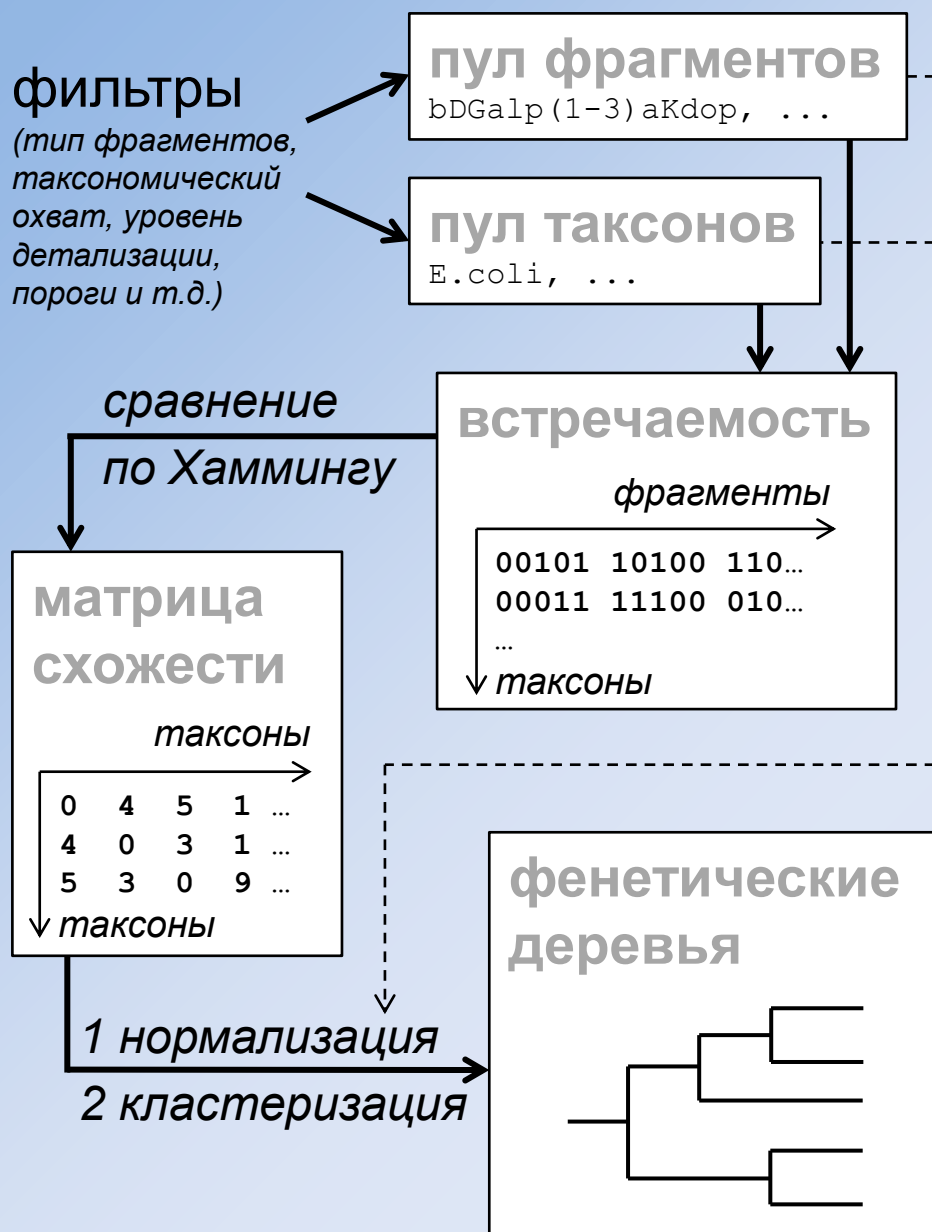 пул фрагментов
bDGalp(1-3)aKdop, ...
фильтры
(тип фрагментов,
таксономический
охват, уровень
детализации,
пороги и т.д.)
пул таксонов
E.coli, ...
сравнение
по Хаммингу
встречаемость
фрагменты
00101 10100 110…
00011 11100 010…
…
таксоны
матрица
схожести
таксоны
0 4 5 1 …
4 0 3 1 …
5 3 0 9 …
таксоны
1 нормализация
2 кластеризация
фенетические
деревья